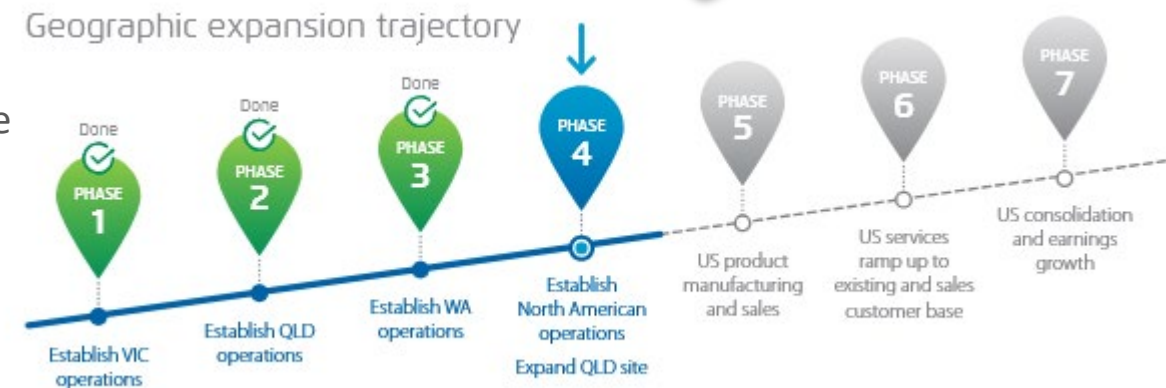 Geographic expansion trajectory
e
Done
PHASE
1
Establish VIC
operations
Done
PHASE
2
Establish QLD
operations
Done
PHASE
3
Establish WA
operations
PHASE
4
Establish
North American
operations
Expand QLD site
PHASE
5
US product
manufacturing
and sales
PHASE
6
US services
ramp up to
existing and sales
customer base
PHASE
7
US consolidation
and earnings
growth